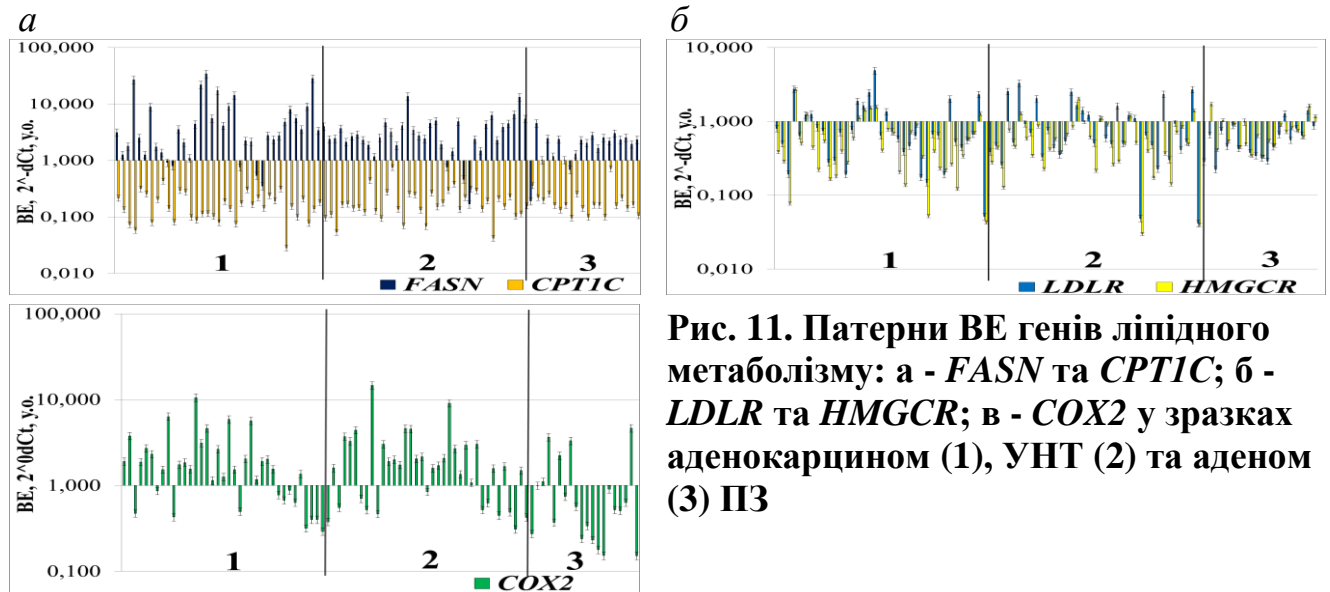 а
100,000
10,000
1,000
0,100
0,010
ВЕ, 2^-dCt, у.о.
1 2 3
FASN CPT1C
б
10,000
1,000
0,100
0,010
ВЕ, 2^-dCt, у.о.
1 2 3
LDLR HMGCR
100,000
10,000
1,000
0,100
ВЕ, 2^0dCt, у.о.
1 2 3
COX2
Рис. 11. Патерни ВЕ генів ліпідного
метаболізму: а - FASN та CPT1C; б -
LDLR та HMGCR; в - COX2 у зразках
аденокарцином (1), УНТ (2) та аденом
(3) ПЗ